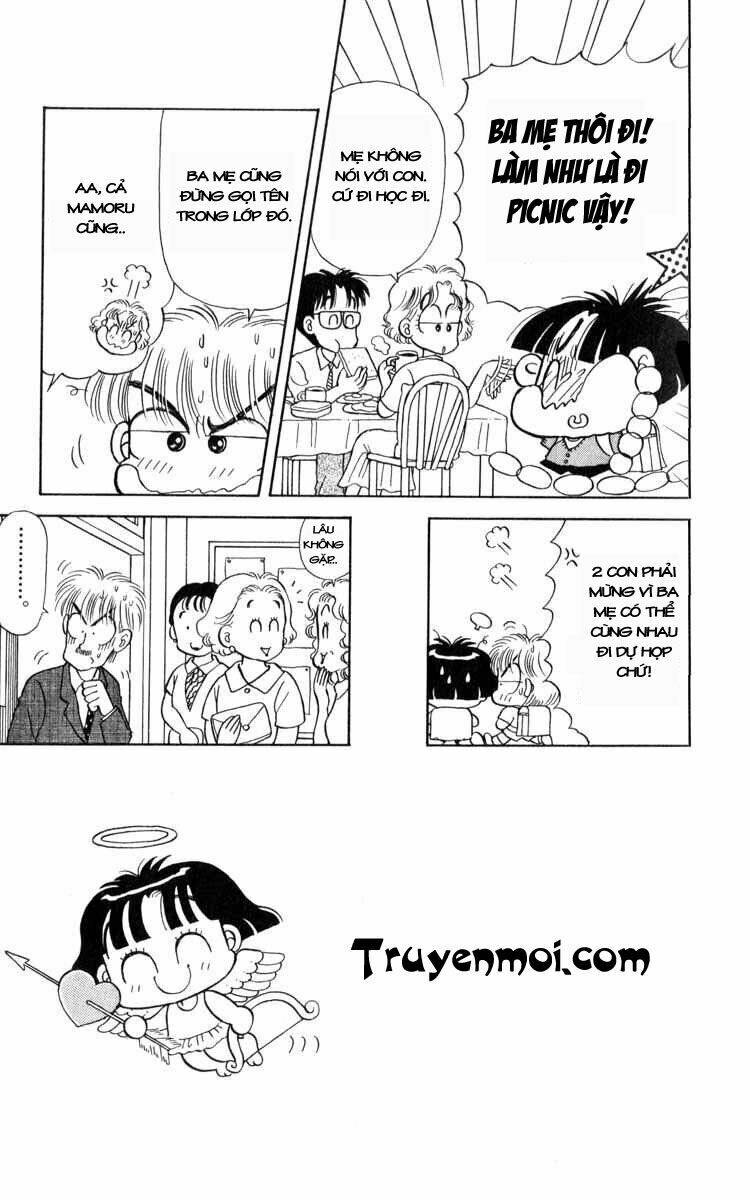 BA MẸ THÔI ĐI!
LÀM NHƯ LÀ ĐI
PICNIC VẬY!
MẸ KHÔNG
NÓI VỚI CON.
CỨ ĐI HỌC ĐI.
BA MẸ CŨNG
ĐỪNG GỌI TÊN
TRONG LỚP ĐÓ.
AA, CẢ
MAMORU
CŨNG..
2 CON PHẢI
MỪNG VÌ BA
MẸ CÓ THỂ
CÙNG NHAU
ĐI DỰ HỌP
CHỨ!
LÂU
KHÔNG
GẶP..
..........
Truyenmoi.com